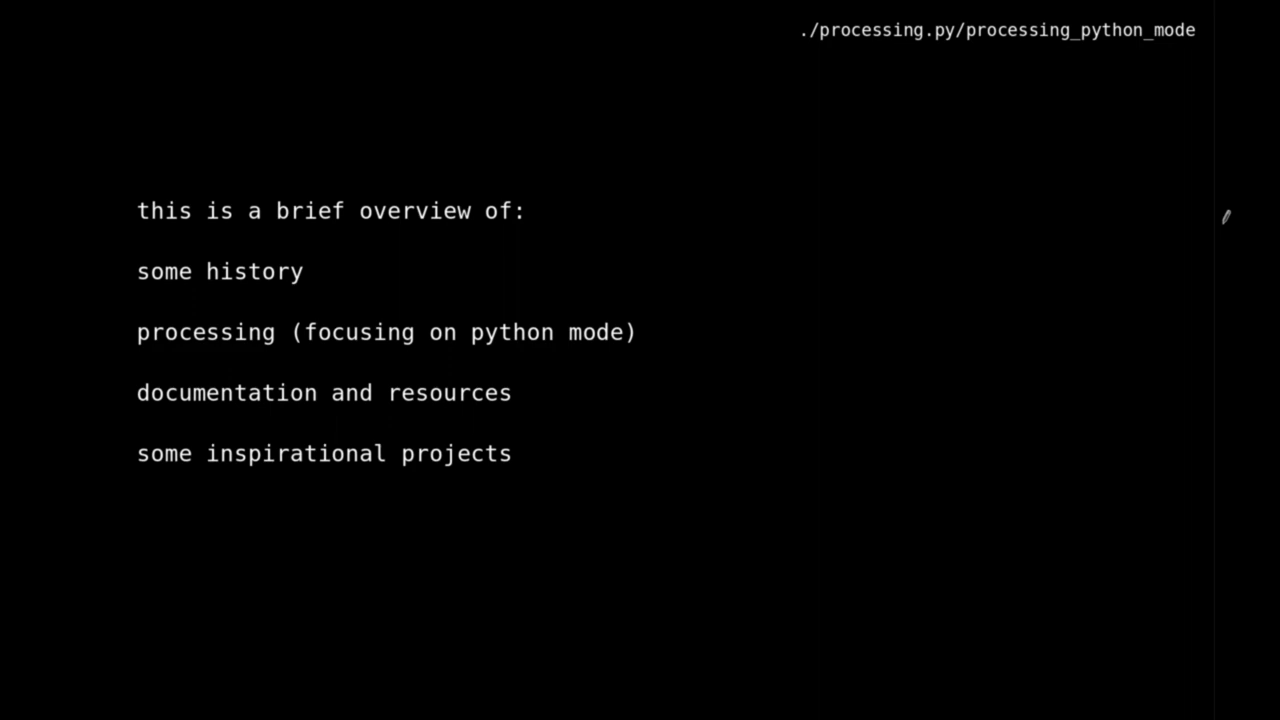 ./processing.py/processing_python_mode
this is a brief overview of:
some history
processing (focusing on python mode)
documentation and resources
some inspirational projects